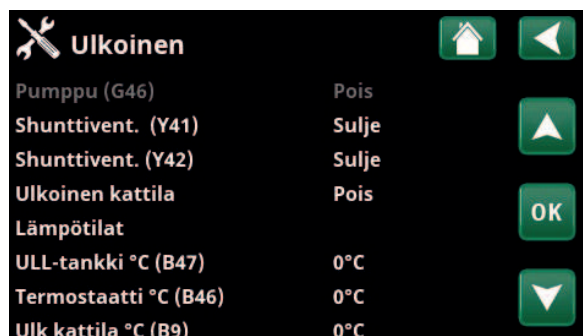 Ulkoinen
Pumppu (G46) Pois
Shunttivent. (Y41) Sulje
Shunttivent. (Y42) Sulje
Ulkoinen kattila Pois
Lämpötilat
OK
ULL-tankki °C (B47) 0°C
Termostaatti °C (B46) 0°C
Ulk kattila °C (B9) 0°C